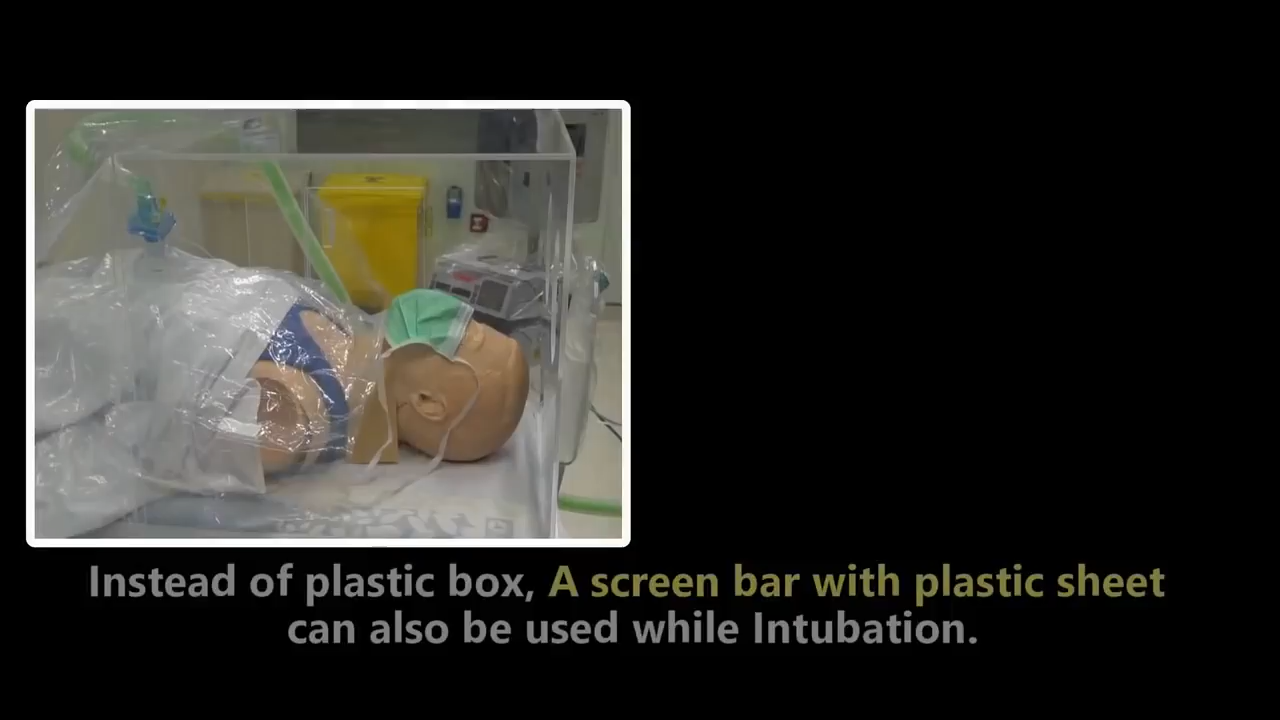 Instead of plastic box, A screen bar with plastic sheet
can also be used while Intubation.